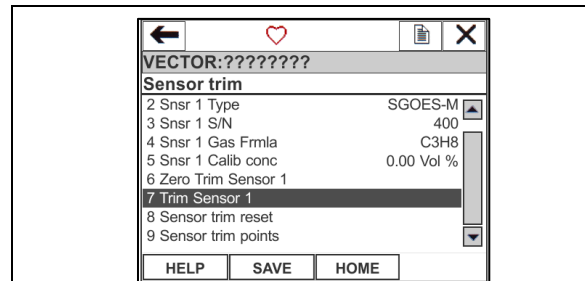 VECTOR:????????
Sensor trim
2 Snsr 1 Type SGOES-M
3 Snsr 1 S/N 400
4 Snsr 1 Gas Frmla C3H8
5 Snsr 1 Calib conc 0.00 Vol %
6 Zero Trim Sensor 1
7 Trim Sensor 1
8 Sensor trim reset
9 Sensor trim points
HELP SAVE HOME